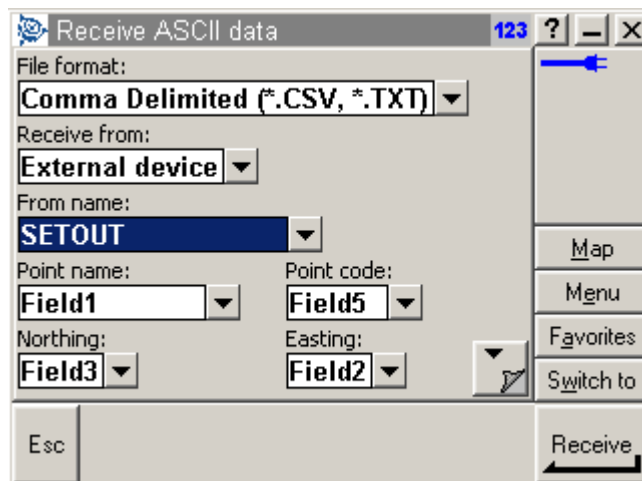 Receive ASCII data 123 ?
File format:
Comma Delimited (*.CSV, *.TXT)
Receive from:
External device
From name:
SETOUT
Point name: Point code:
Field1 Field5
Northing: Easting:
Field3 Field2
Map
Menu
Favorites
Switch to
Esc Receive